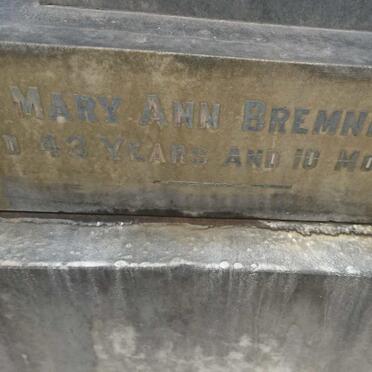 MARY ANN BREMN
D 43 YEARS AND 10 MO